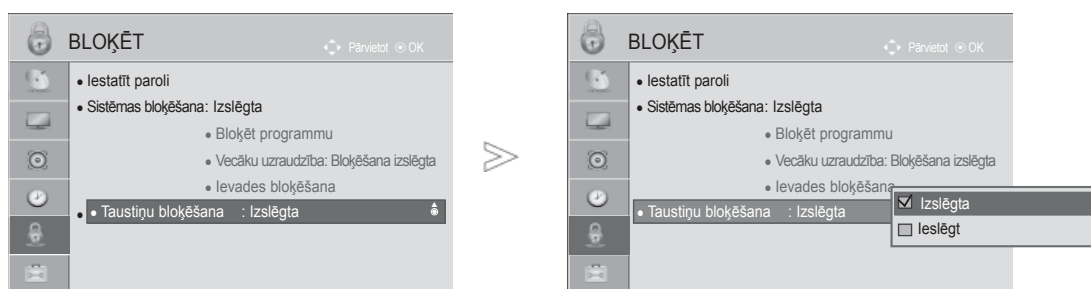 BLOĶĒT
Pārvietot OK
• Iestatīt paroli
• Sistēmas bloķēšana: Izslēgta
• Bloķēt programmu
• Vecāku uzraudzība: Bloķēšana izslēgta
• Ievades bloķēšana
• • Taustiņu bloķēšana : Izslēgta
BLOĶĒT
Pārvietot OK
• Iestatīt paroli
• Sistēmas bloķēšana: Izslēgta
• Bloķēt programmu
• Vecāku uzraudzība: Bloķēšana izslēgta
• Ievades bloķēšana
• Taustiņu bloķēšana : Izslēgta
Izslēgta
Ieslēgt